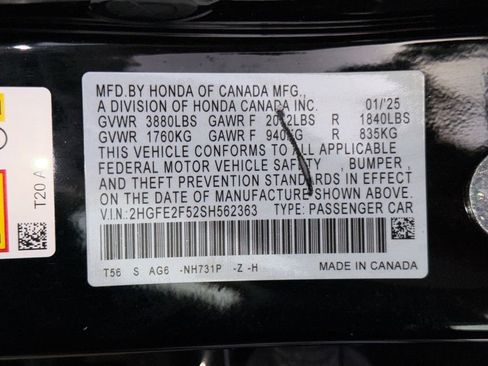 MFD.BY HONDA OF CANADA MFG.,
A DIVISION OF HONDA CANADA INC. 01/'25
GVWR 3880LBS GAWR F 2072LBS R 1840LBS
GVWR 1760KG GAWR F 940KG R 835KG
THIS VEHICLE CONFORMS TO ALL APPLICABLE
FEDERAL MOTOR VEHICLE SAFETY , BUMPER ,
AND THEFT PREVENTION STANDARDS IN EFFECT
ON THE DATE OF MANUFACTURE SHOWN ABOVE.
V.I.N: 2HGFE2F52SH562363 TYPE: PASSENGER CAR
T56 S AG6 -NH731P -Z -H MADE IN CANADA
T20 A